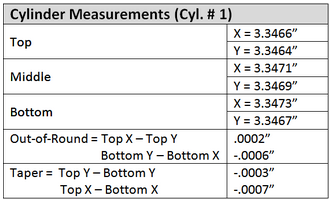 Cylinder Measurements (Cyl. # 1)
Top X = 3.3466”
Y = 3.3464”
Middle X = 3.3471”
Y = 3.3469”
Bottom X = 3.3473”
Y = 3.3467”
Out-of-Round = Top X – Top Y .0002”
Bottom Y – Bottom X -.0006”
Taper = Top Y – Bottom Y -.0003”
Top X – Bottom X -.0007”